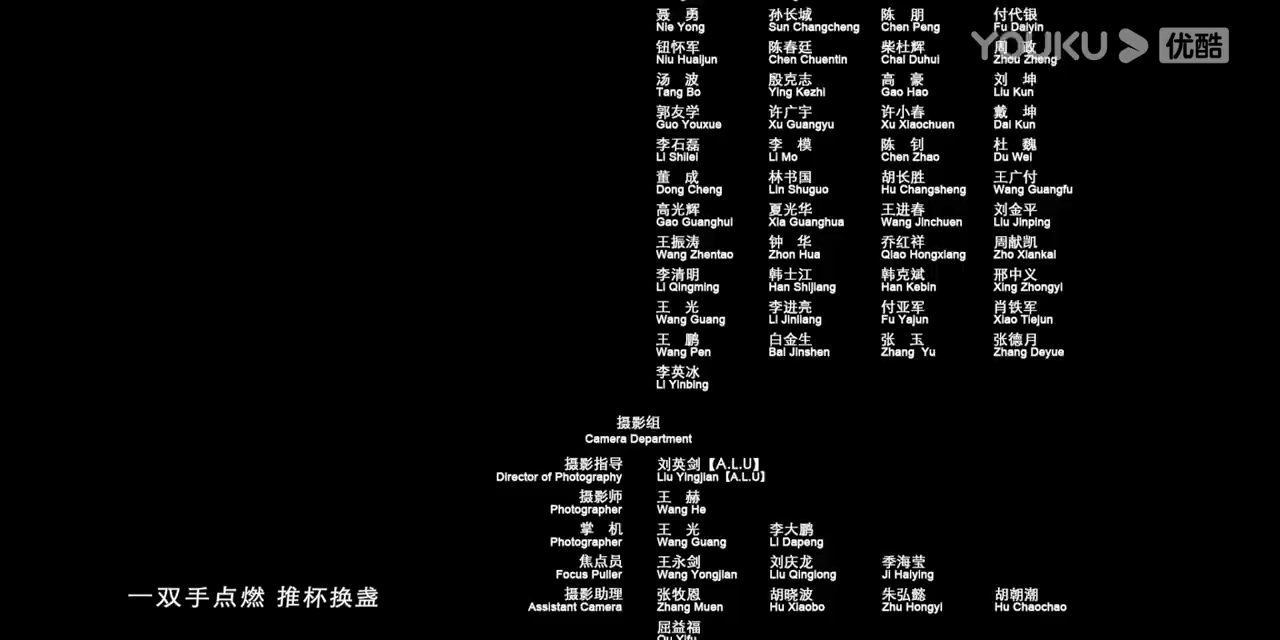 聂 勇 孙长城 陈 朋 付代银
Nie Yong Sun Changcheng Chen Peng Fu Daiyin
YOUKU 优酷
钮怀军 陈春廷 柴杜辉 周 政
Niu Huaijun Chen Chuentin Chai Duhui Zhou Zheng
汤 波 殷克志 高 豪 刘 坤
Tang Bo Ying Kezhi Gao Hao Liu Kun
郭友学 许广宇 许小春 戴 坤
Guo Youxue Xu Guangyu Xu Xiaochuen Dai Kun
李石磊 李 模 陈 钊 杜 魏
Li Shilei Li Mo Chen Zhao Du Wei
董 成 林书国 胡长胜 王广付
Dong Cheng Lin Shuguo Hu Changsheng Wang Guangfu
高光辉 夏光华 王进春 刘金平
Gao Guanghui Xia Guanghua Wang Jinchuen Liu Jinping
王振涛 钟 华 乔红祥 周献凯
Wang Zhentao Zhon Hua Qiao Hongxiang Zho Xiankai
李清明 韩士江 韩克斌 邢中义
Li Qingming Han Shijiang Han Kebin Xing Zhongyi
王 光 李进亮 付亚军 肖铁军
Wang Guang Li Jinliang Fu Yajun Xiao Tiejun
王 鹏 白金生 张 玉 张德月
Wang Pen Bai Jinshen Zhang Yu Zhang Deyue
李英冰
Li Yinbing
摄影组
Camera Department
摄影指导 刘英剑【A.L.U】
Director of Photography Liu Yingjian【A.L.U】
摄影师 王 赫
Photographer Wang He
掌 机 王 光 李大鹏
Photographer Wang Guang Li Dapeng
焦点员 王永剑 刘庆龙 季海莹
Focus Puller Wang Yongjian Liu Qinglong Ji Haiying
摄影助理 张牧恩 胡晓波 朱弘懿 胡朝潮
Assistant Camera Zhang Muen Hu Xiaobo Zhu Hongyi Hu Chaochao
一双手点燃 推杯换盏
屈益福
Qu Yifu